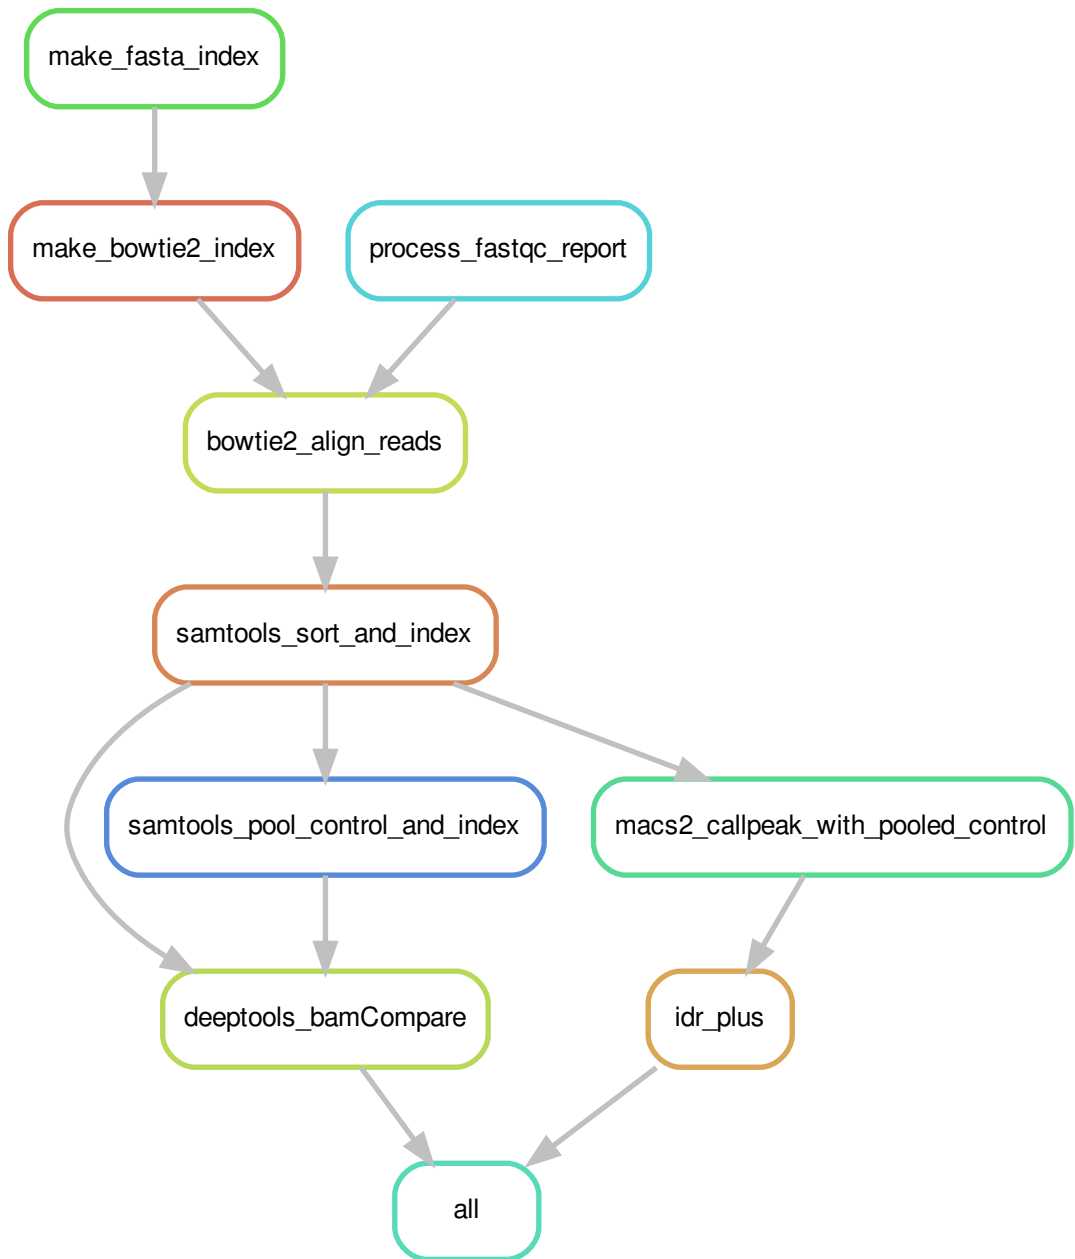 make_fasta_index
make_bowtie2_index
process_fastqc_report
bowtie2_align_reads
samtools_sort_and_index
samtools_pool_control_and_index
macs2_callpeak_with_pooled_control
deeptools_bamCompare
idr_plus
all